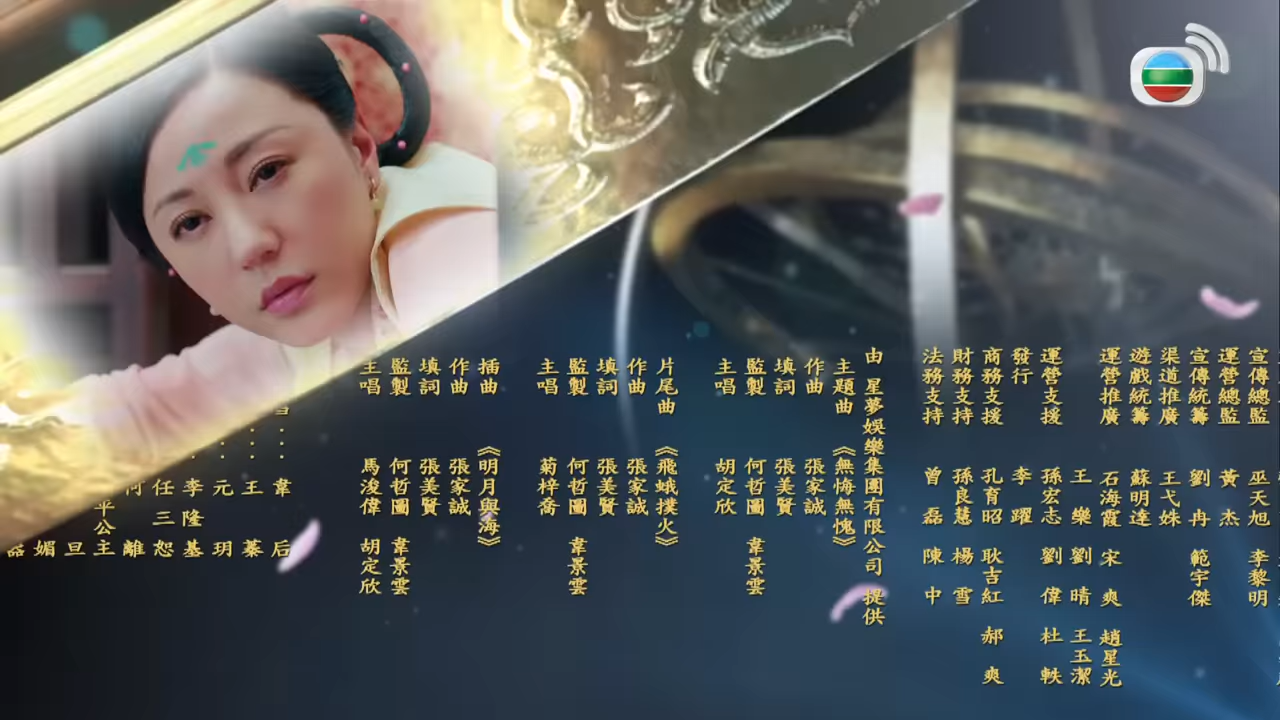 宣傳總監 巫天旭 李黎明
運營總監 黃杰
宣傳統籌 劉冉 範宇傑
渠道推廣 王弋姝
遊戲統籌 蘇明達
運營推廣 石海霞 宋爽 趙星光
王樂 劉晴 王玉潔
運營支援 孫宏志 劉偉 杜軼
發行 李躍
商務支援 孔育昭 耿吉紅 郝爽
財務支持 孫良慧 楊雪
法務支持 曾磊 陳中
由 星夢娛樂集團有限公司 提供
主題曲 《無悔無愧》
作曲 張家誠
填詞 張美賢
監製 何哲圖 韋景雲
主唱 胡定欣
片尾曲 《飛蛾撲火》
作曲 張家誠
填詞 張美賢
監製 何哲圖 韋景雲
主唱 菊梓喬
插曲 《明月與海》
作曲 張家誠
填詞 張美賢
監製 何哲圖 韋景雲
主唱 馬浚偉 胡定欣
韋后
王蓁
元玥
李隆基
任三恕
何離
平公主
旦
媚